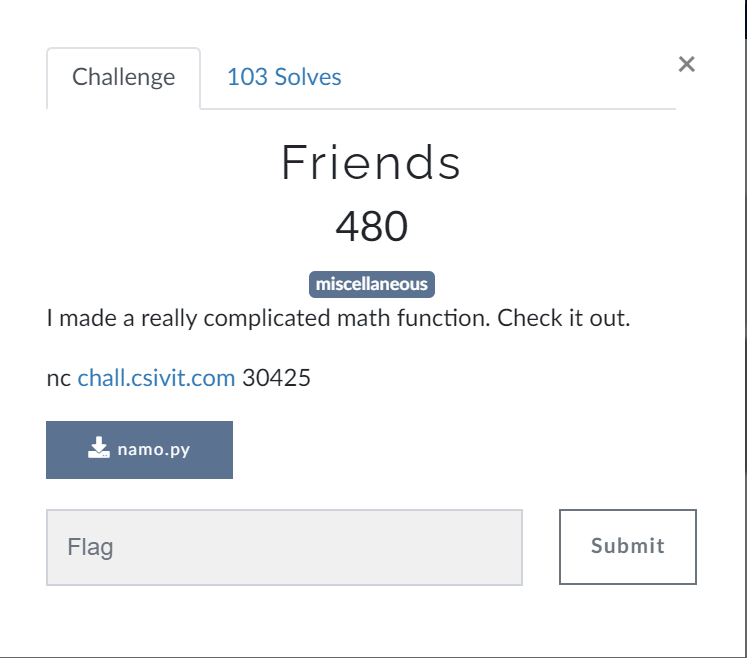 Challenge
103 Solves
×
Friends
480
miscellaneous
I made a really complicated math function. Check it out.
nc chall.csivit.com 30425
namo.py
Flag
Submit